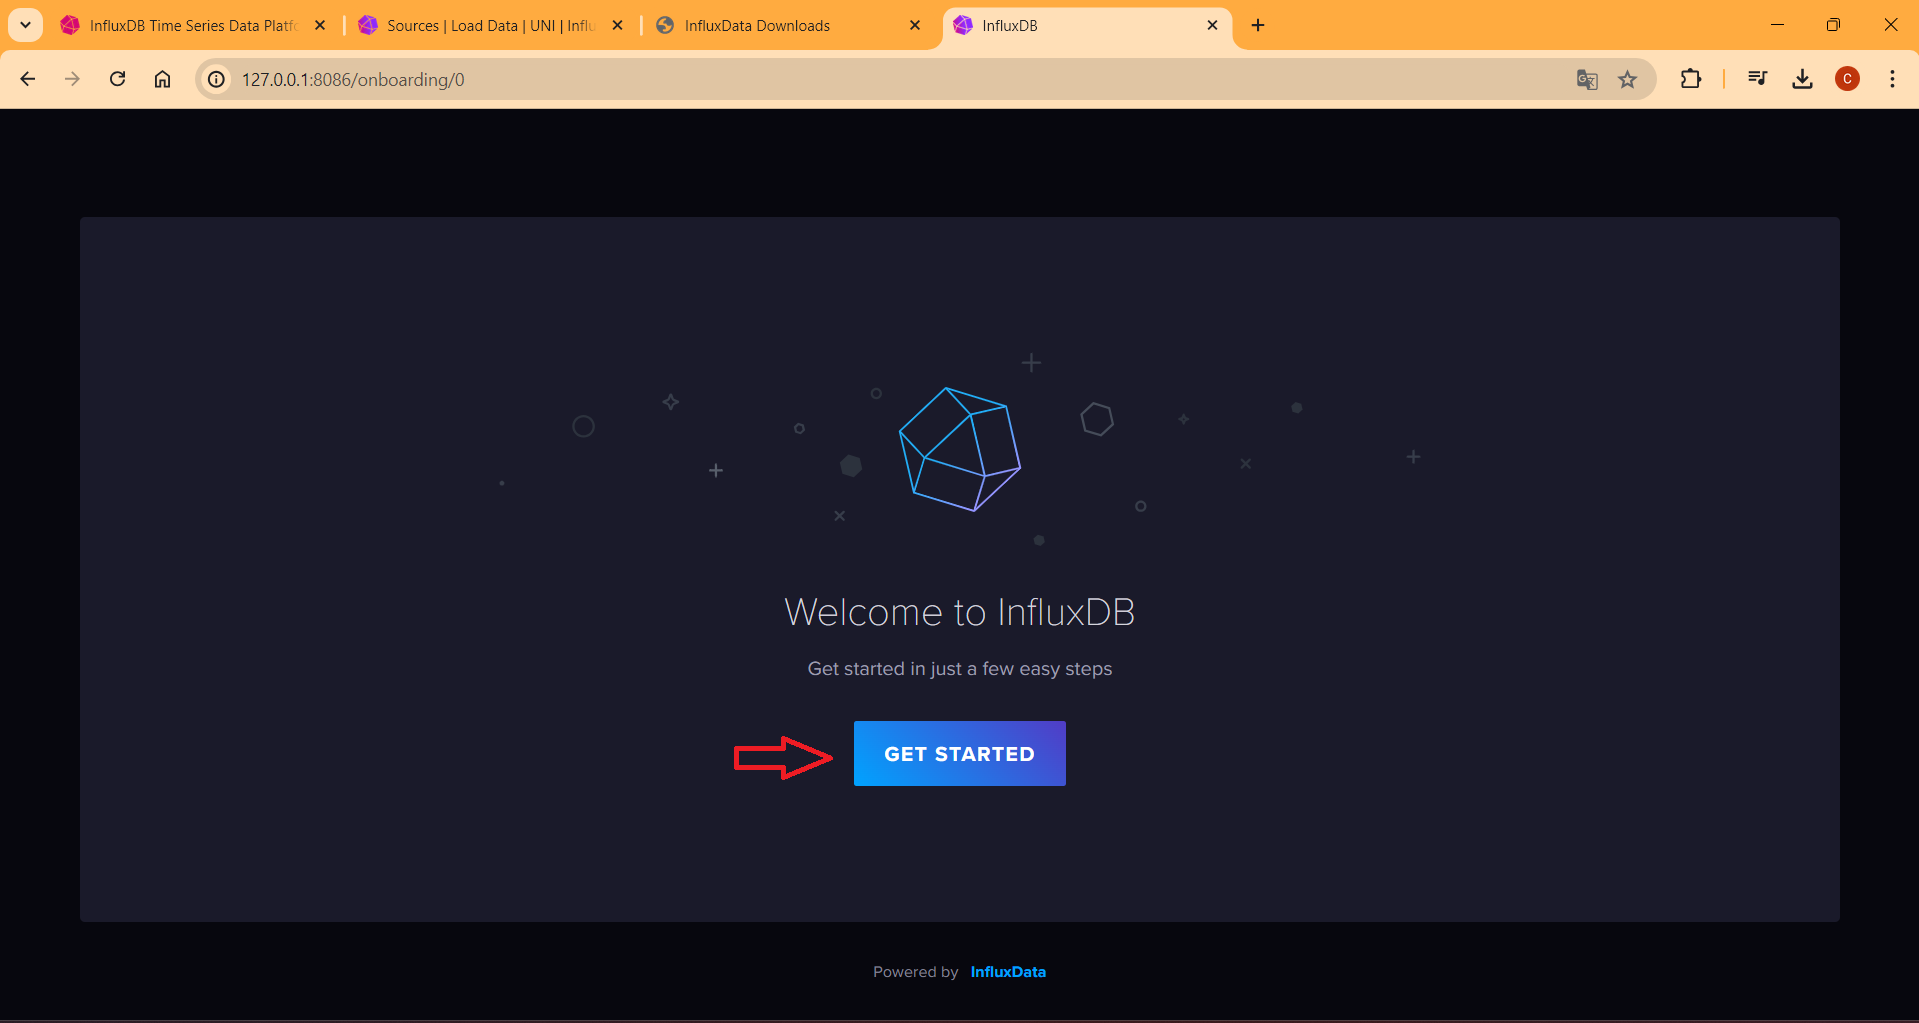 InfluxDB Time Series Data Platfo
Sources | Load Data | UNI | Influ
InfluxData Downloads
InfluxDB
127.0.0.1:8086/onboarding/0
C
Welcome to InfluxDB
Get started in just a few easy steps
GET STARTED
Powered by InfluxData